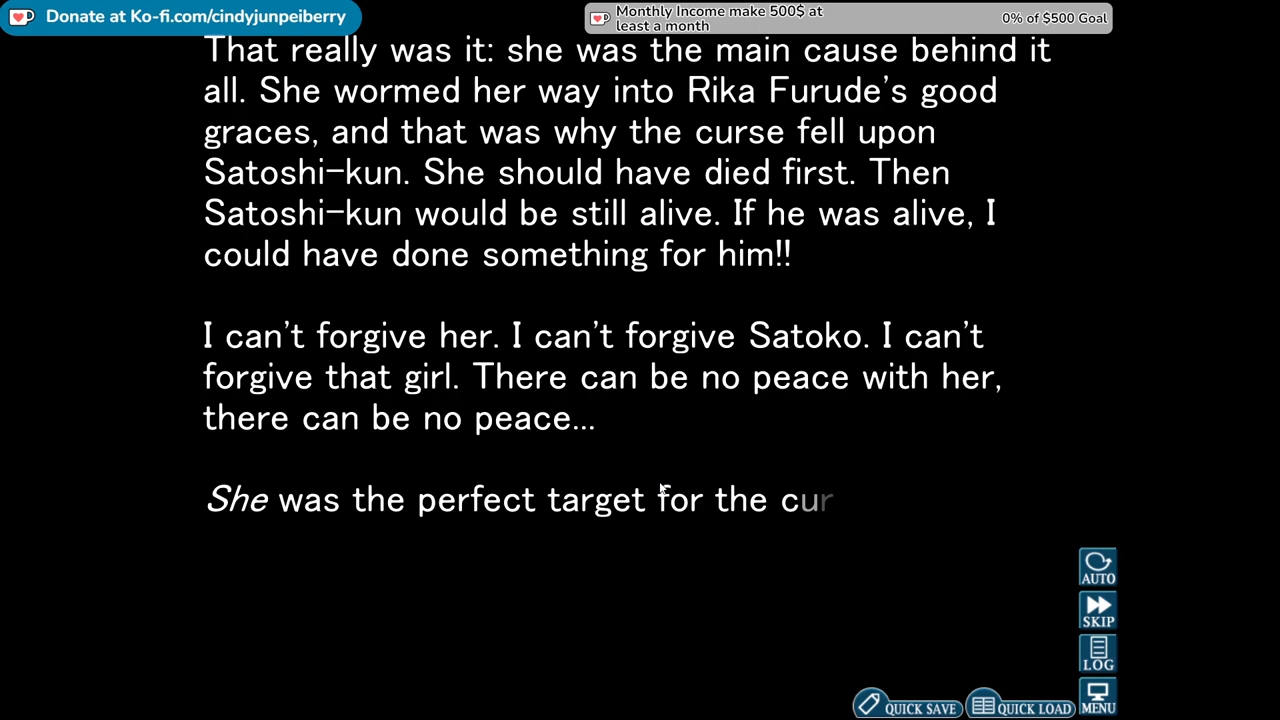 Donate at Ko-fi.com/cindyjunpeiberry
Monthly Income make 500$ at
least a month
0% of $500 Goal
That really was it: she was the main cause behind it
all. She wormed her way into Rika Furude's good
graces, and that was why the curse fell upon
Satoshi-kun. She should have died first. Then
Satoshi-kun would be still alive. If he was alive, I
could have done something for him!!
I can't forgive her. I can't forgive Satoko. I can't
forgive that girl. There can be no peace with her,
there can be no peace...
She was the perfect target for the cur
AUTO
SKIP
LOG
MENU
QUICK SAVE
QUICK LOAD